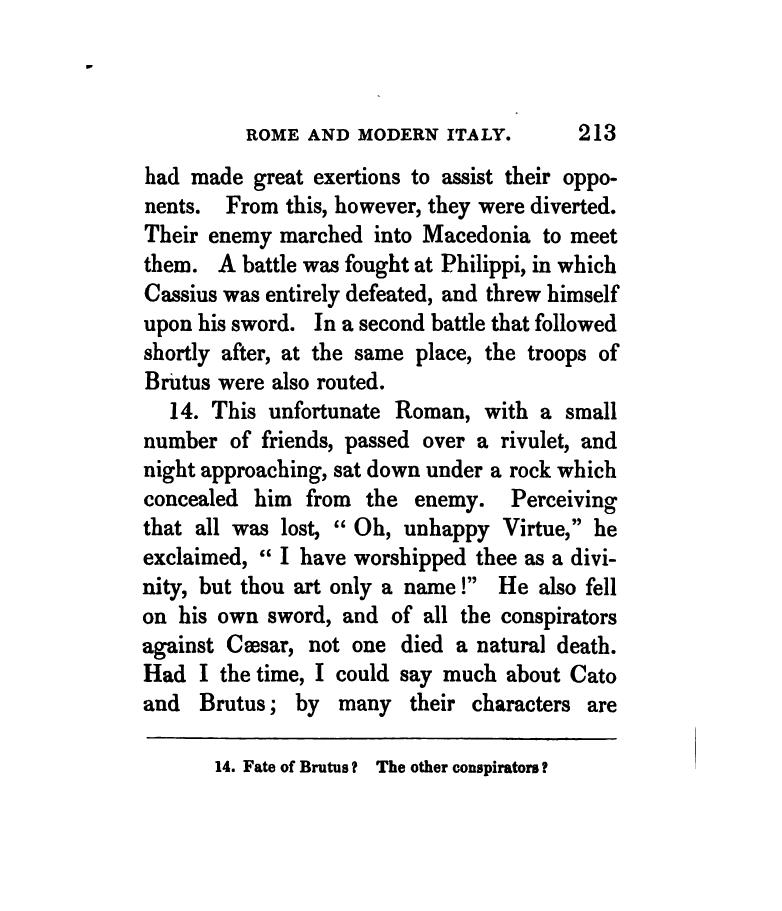 ROME AND MODERN ITALY. 213
had made great exertions to assist their oppo-
nents. From this, however, they were diverted.
Their enemy marched into Macedonia to meet
them. A battle was fought at Philippi, in which
Cassius was entirely defeated, and threw himself
upon his sword. In a second battle that followed
shortly after, at the same place, the troops of
Brutus were also routed.
14. This unfortunate Roman, with a small
number of friends, passed over a rivulet, and
night approaching, sat down under a rock which
concealed him from the enemy. Perceiving
that all was lost, “ Oh, unhappy Virtue,” he
exclaimed, “ I have worshipped thee as a divi-
nity, but thou art only a name!” He also fell
on his own sword, and of all the conspirators
against Cæsar, not one died a natural death.
Had I the time, I could say much about Cato
and Brutus; by many their characters are
14. Fate of Brutus? The other conspirators?